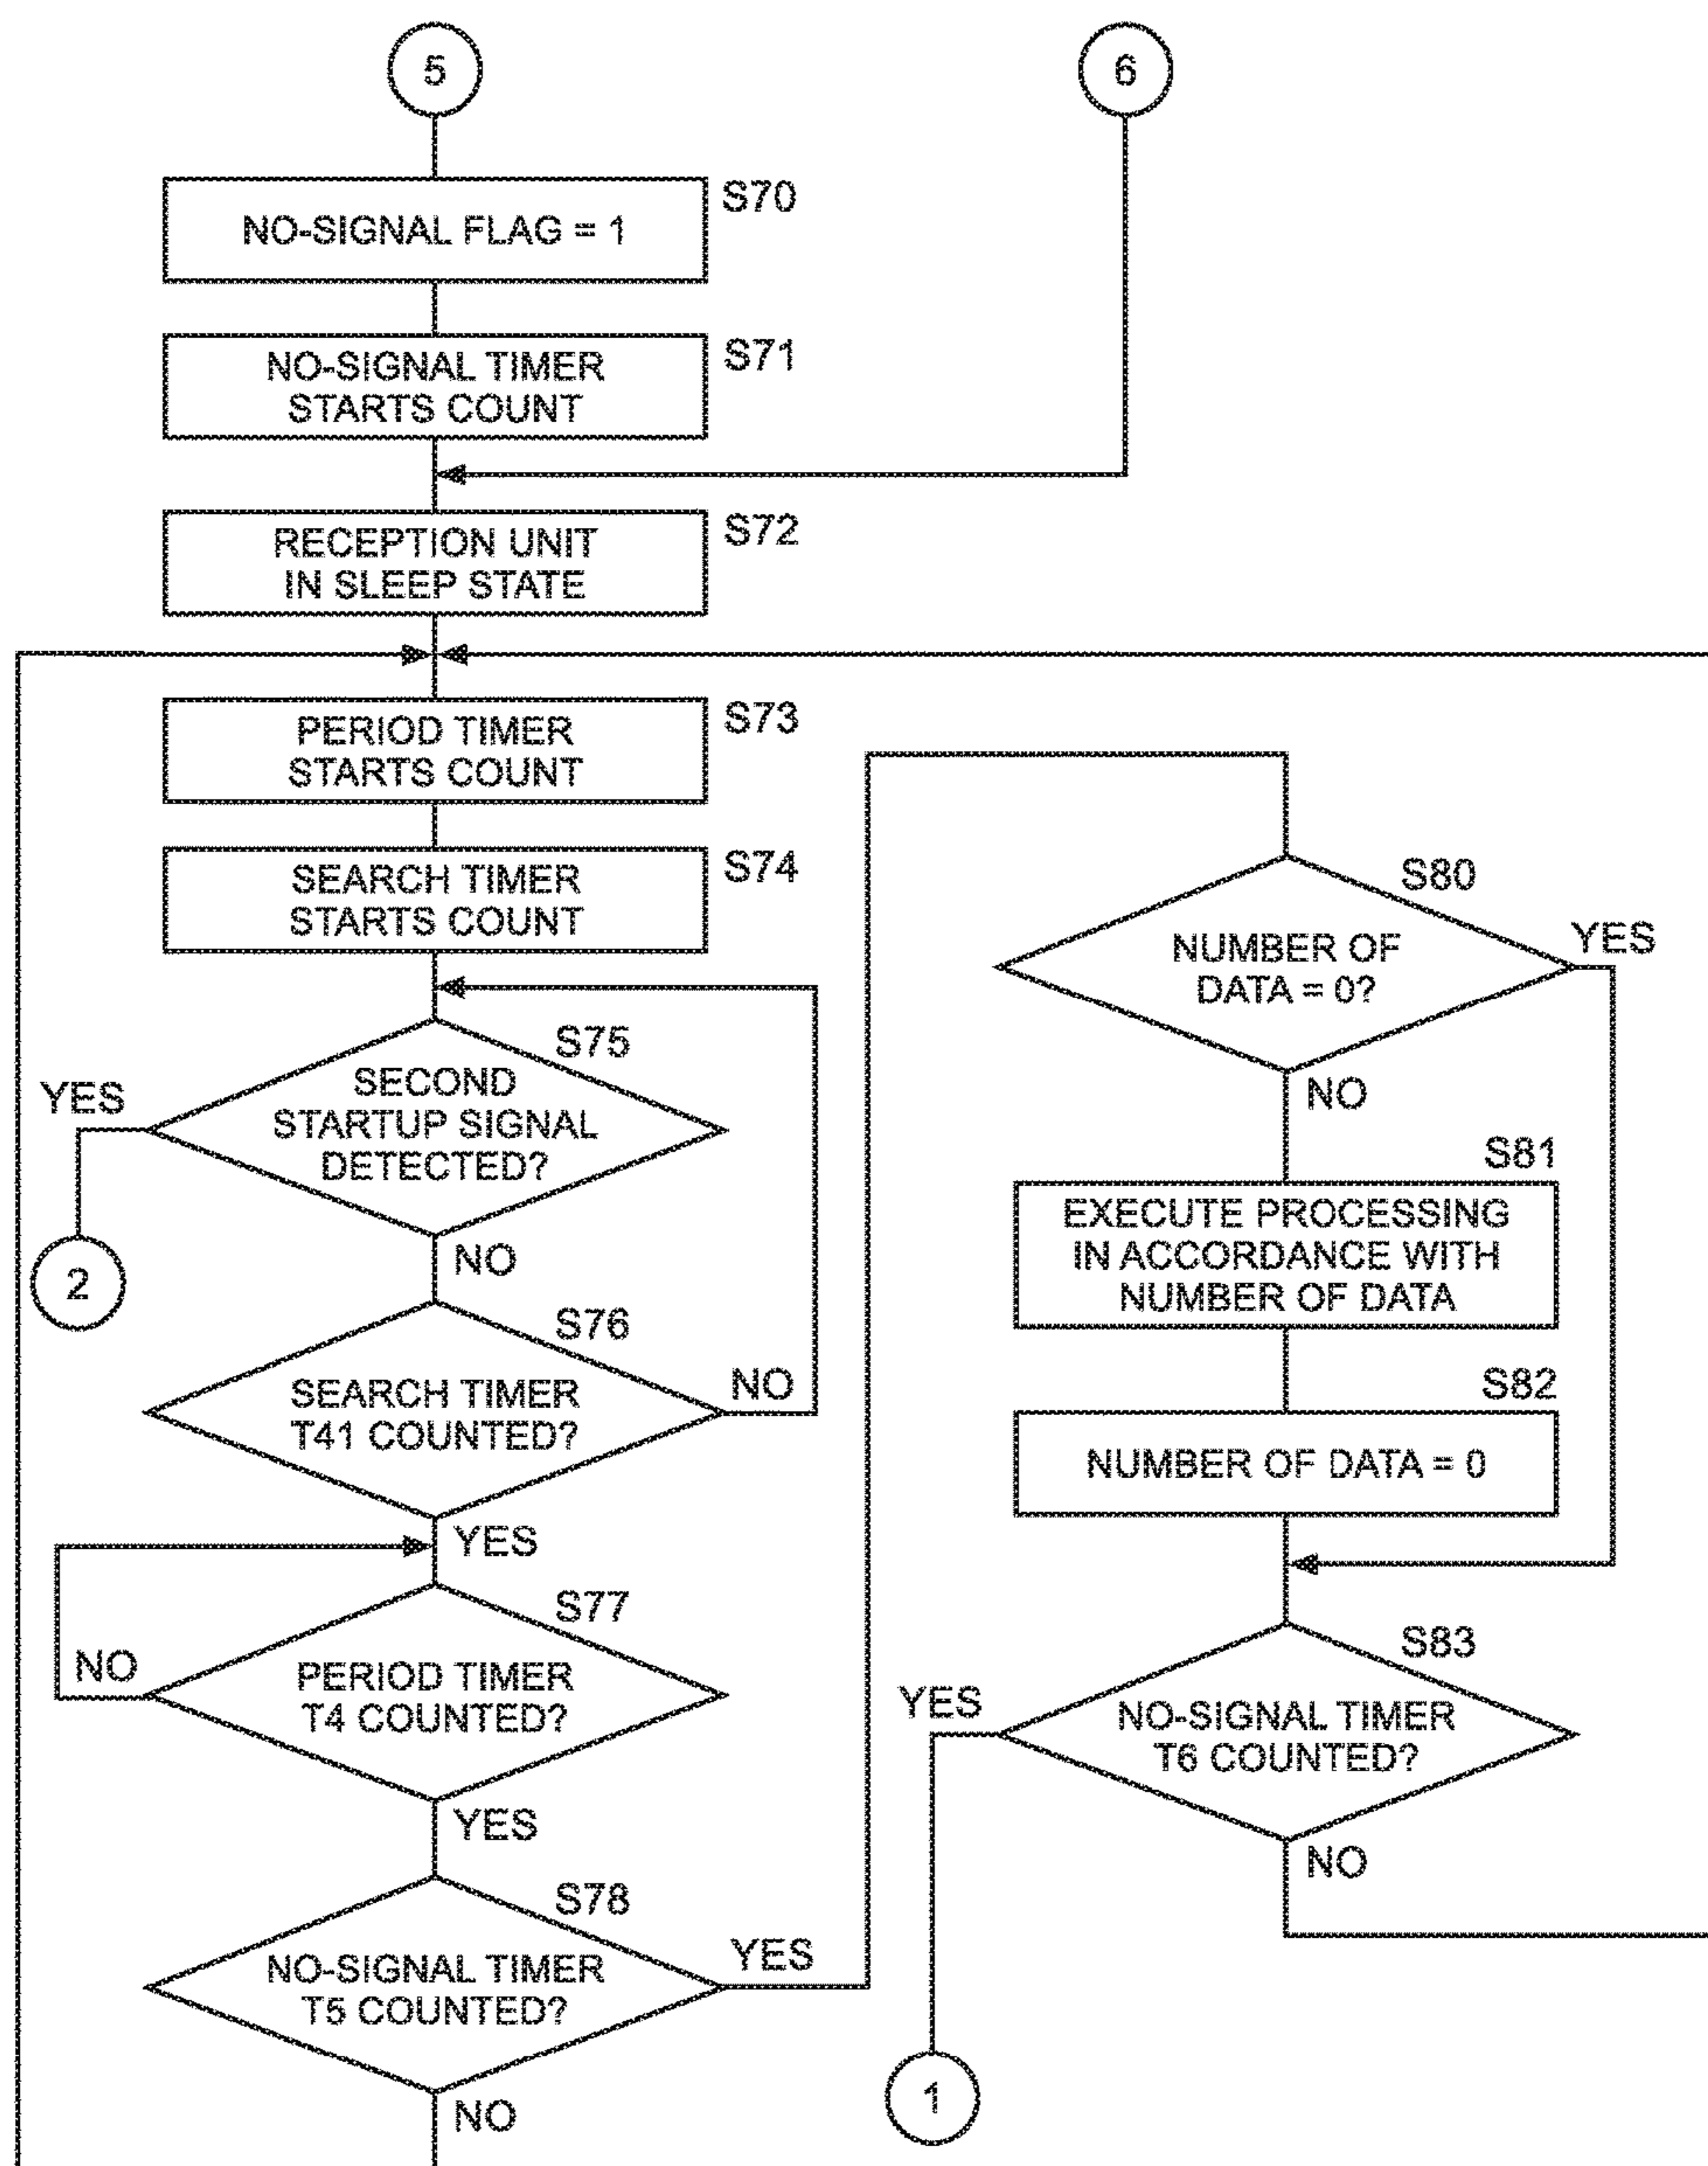 5
6
S70
NO-SIGNAL FLAG = 1
S71
NO-SIGNAL TIMER
STARTS COUNT
S72
RECEPTION UNIT
IN SLEEP STATE
S73
PERIOD TIMER
STARTS COUNT
S74
SEARCH TIMER
STARTS COUNT
S75
YES
SECOND
STARTUP SIGNAL
DETECTED?
NO
2
S76
SEARCH TIMER
T41 COUNTED?
NO
YES
S77
NO
PERIOD TIMER
T4 COUNTED?
YES
S78
YES
NO-SIGNAL TIMER
T5 COUNTED?
NO
S80
YES
NUMBER OF
DATA = 0?
NO
S81
EXECUTE PROCESSING
IN ACCORDANCE WITH
NUMBER OF DATA
S82
NUMBER OF DATA = 0
S83
YES
NO-SIGNAL TIMER
T6 COUNTED?
NO
1